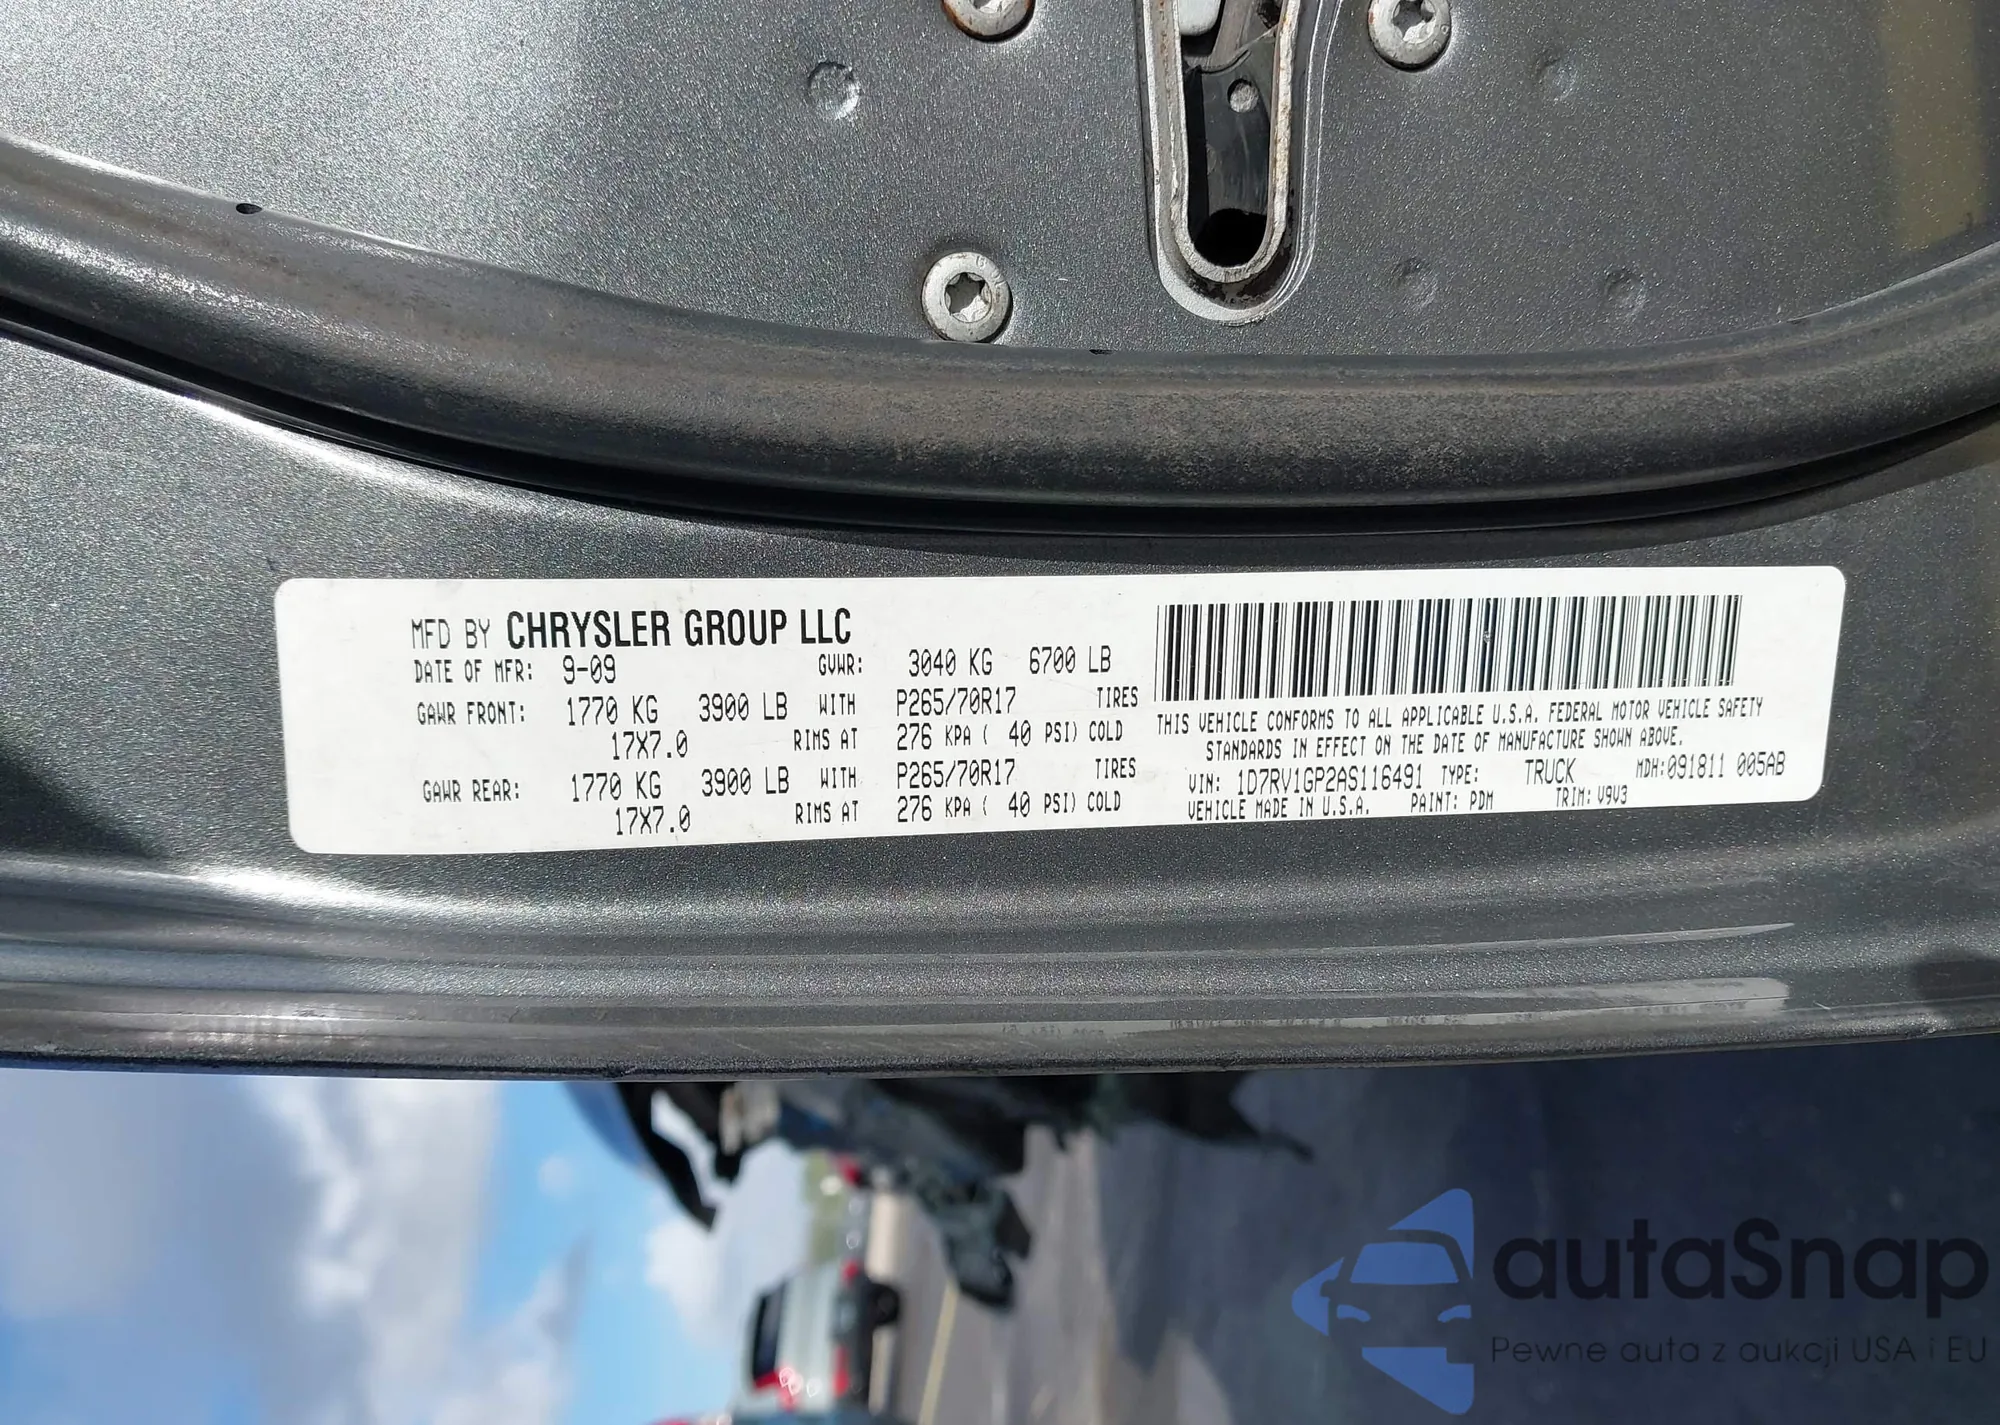 MFD BY CHRYSLER GROUP LLC
DATE OF MFR: 9-09 GVWR: 3040 KG 6700 LB
GAWR FRONT: 1770 KG 3900 LB WITH P265/70R17 TIRES
17X7.0 RIMS AT 276 KPA ( 40 PSI) COLD
GAWR REAR: 1770 KG 3900 LB WITH P265/70R17 TIRES
17X7.0 RIMS AT 276 KPA ( 40 PSI) COLD
THIS VEHICLE CONFORMS TO ALL APPLICABLE U.S.A. FEDERAL MOTOR VEHICLE SAFETY
STANDARDS IN EFFECT ON THE DATE OF MANUFACTURE SHOWN ABOVE.
VIN: 1D7RV1GP2AS116491 TYPE: TRUCK MDH:091811 005AB
VEHICLE MADE IN U.S.A. PAINT: PDM TRIM: V9V3
autaSnap
Pewne auta z aukcji USA i EU